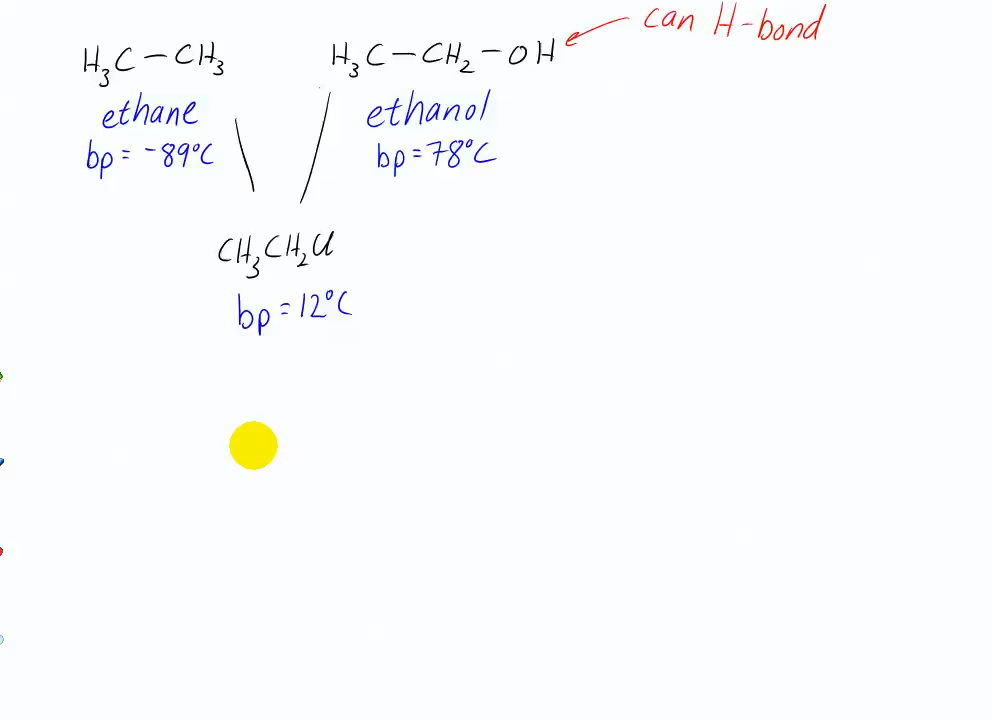 can H-bond
H₃C-CH₃ H₃C-CH₂-OH
ethane ethanol
bp=-89°C bp=78°C
CH₃CH₂Cl
bp=12°C